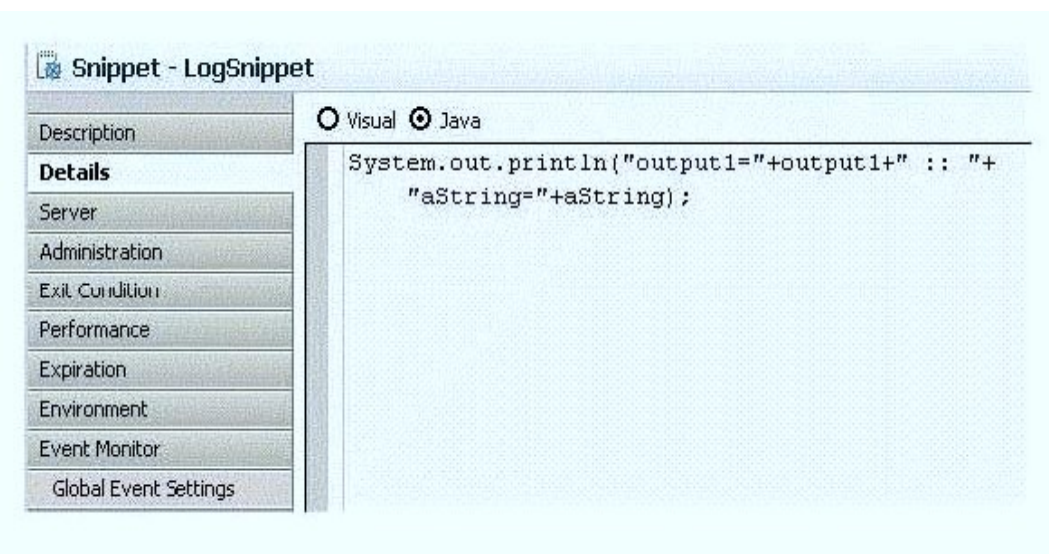 Snippet - LogSnippet
Visual Java
Description
Details
Server
Administration
Exit Condition
Performance
Expiration
Environment
Event Monitor
Global Event Settings
System.out.println("output1="+output1+" :: "+
"aString="+aString);